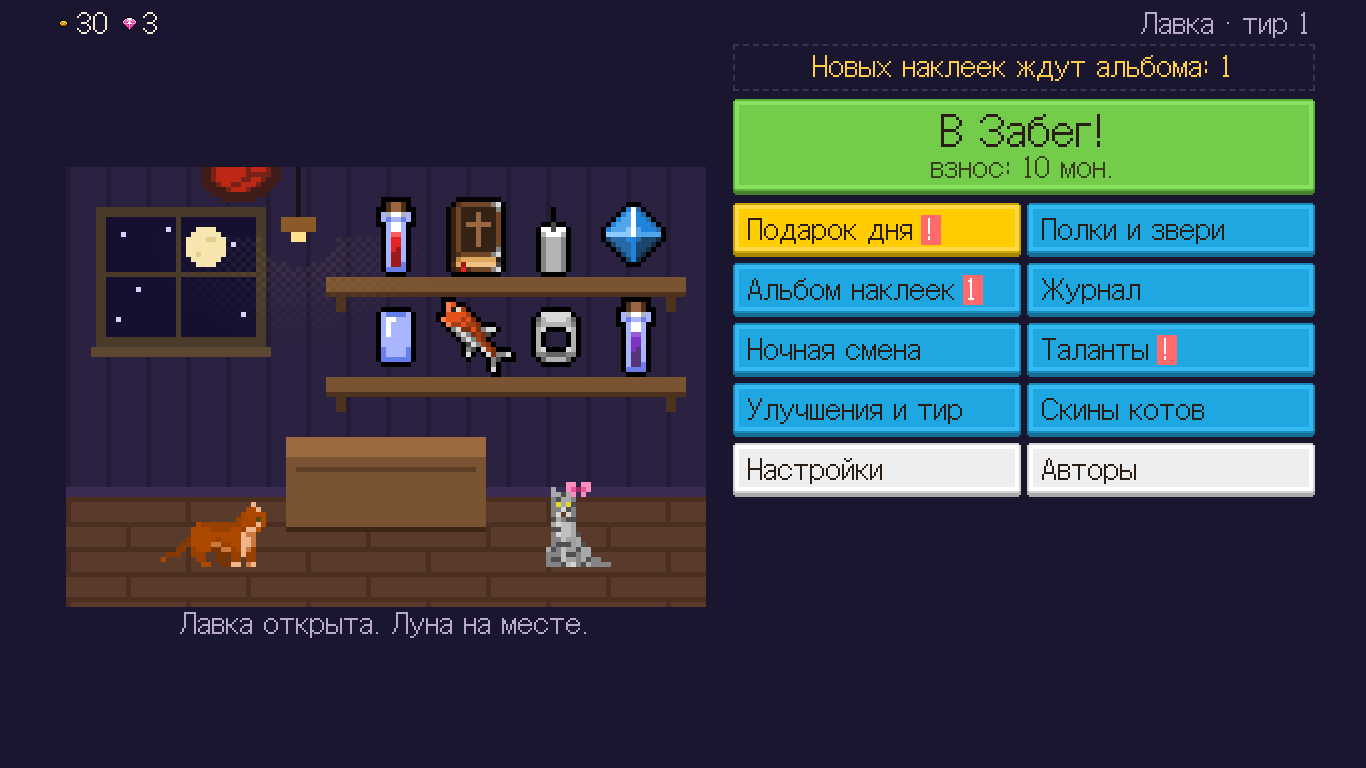 30 3
Лавка · тир 1
Новых наклеек ждут альбома: 1
В Забег!
взнос: 10 мон.
Подарок дня !
Полки и звери
Альбом наклеек 1
Журнал
Ночная смена
Таланты !
Улучшения и тир
Скины котов
Настройки
Авторы
Лавка открыта. Луна на месте.